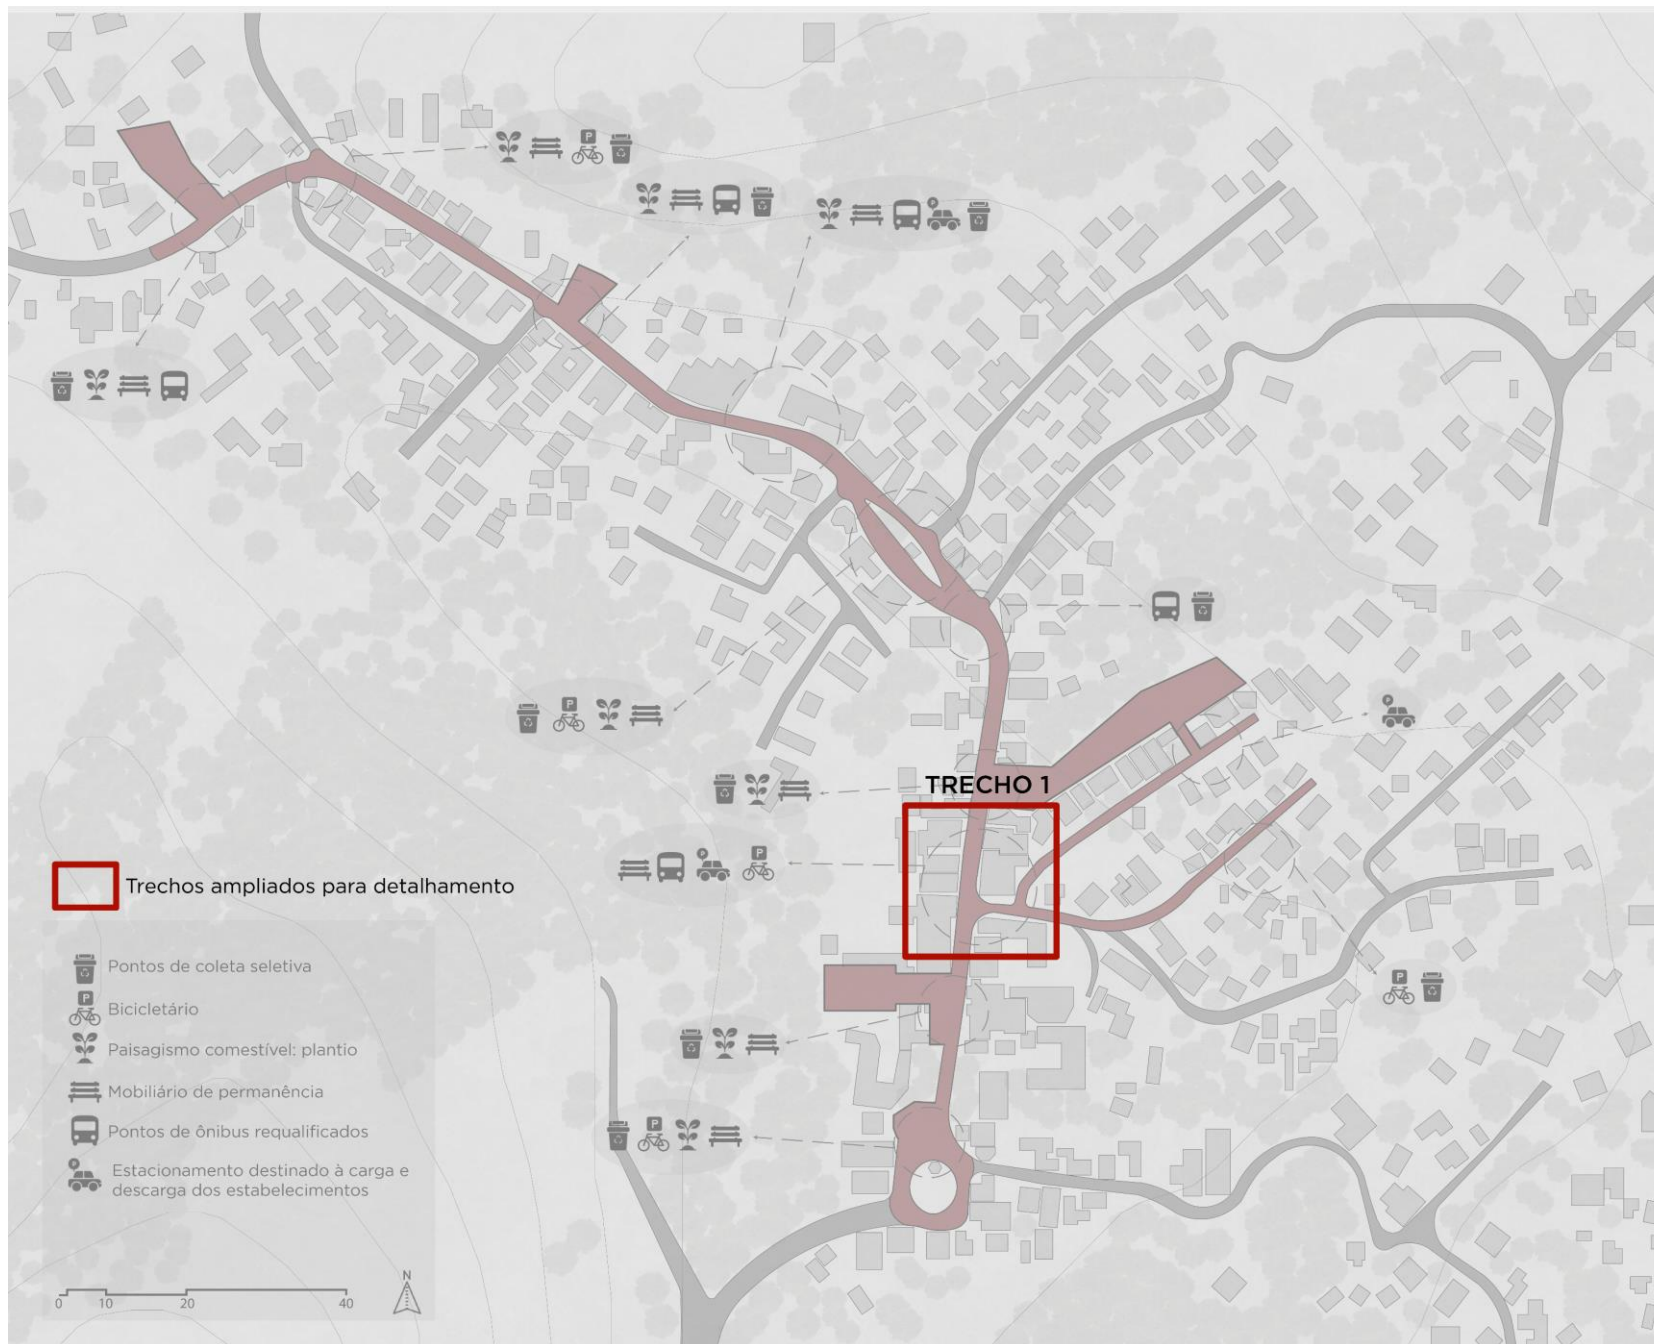 TRECHO 1
Trechos ampliados para detalhamento
Pontos de coleta seletiva
P
Bicicletário
Paisagismo comestível: plantio
Mobiliário de permanência
Pontos de ônibus requalificados
P
Estacionamento destinado à carga e
descarga dos estabelecimentos
N
0 10 20 40